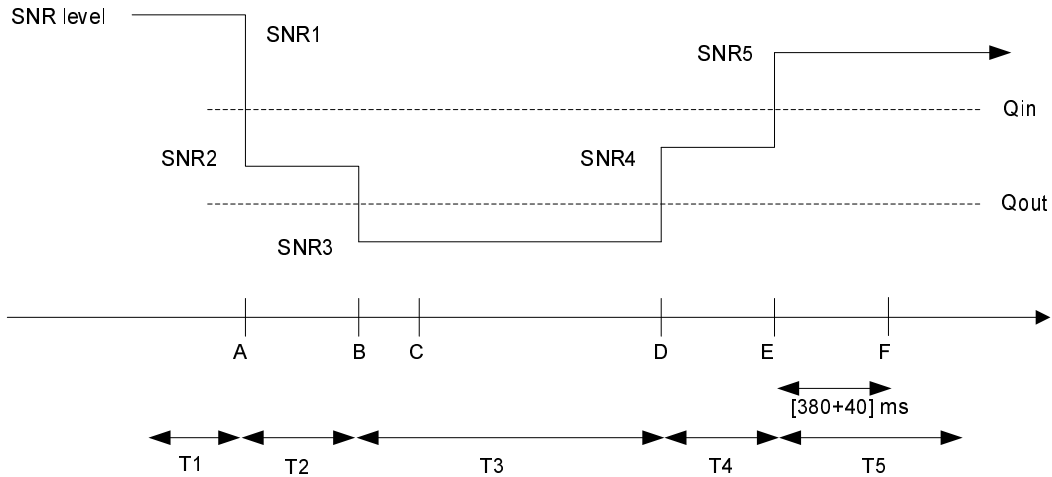 SNR level
SNR1
SNR5
Qin
SNR2
SNR4
Qout
SNR3
A B C D E F
[380+40] ms
T1 T2 T3 T4 T5